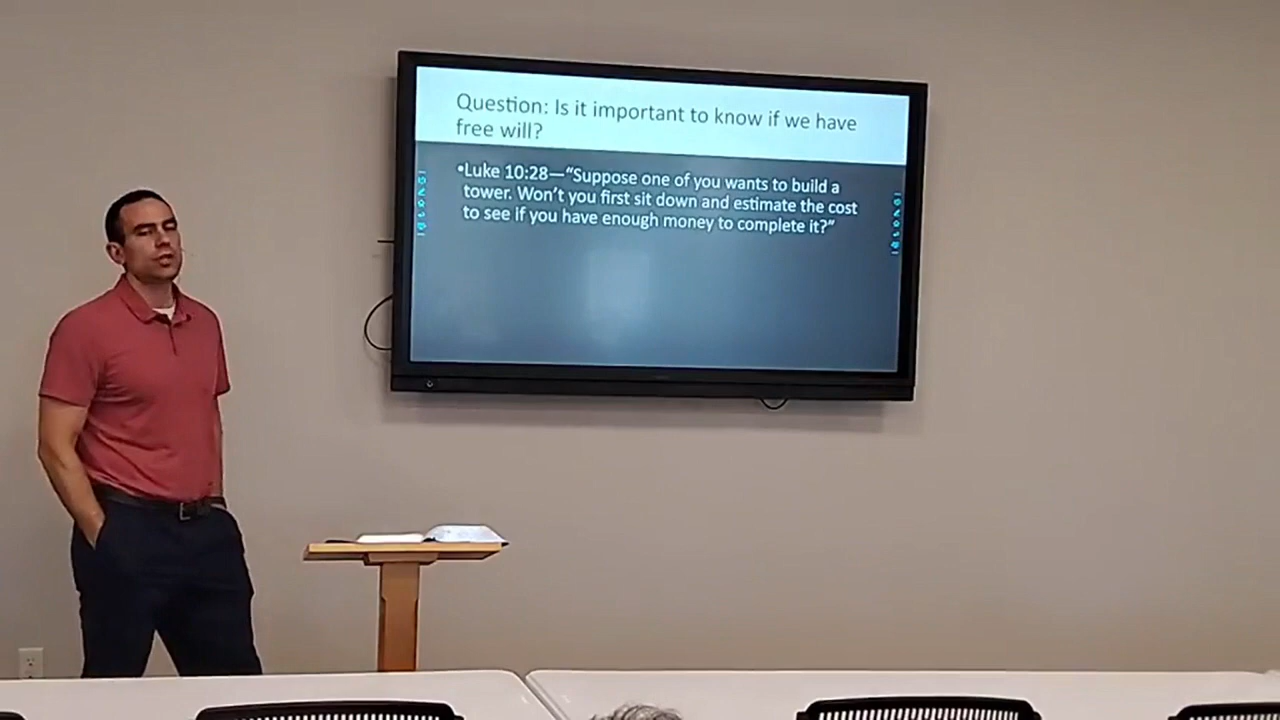 Question: Is it important to know if we have
free will?
•Luke 10:28—“Suppose one of you wants to build a
tower. Won’t you first sit down and estimate the cost
to see if you have enough money to complete it?”